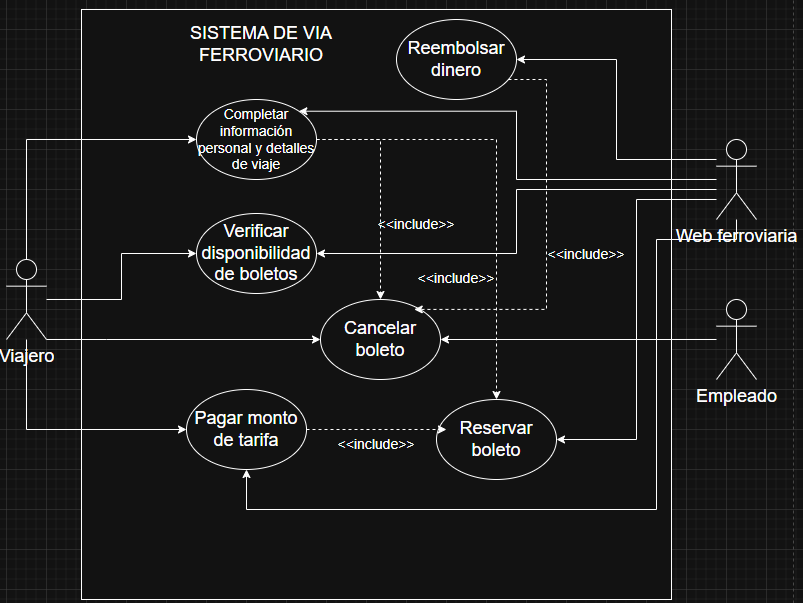 SISTEMA DE VIA
FERROVIARIO
Reembolsar
dinero
Completar
información
personal y detalles
de viaje
Verificar
disponibilidad
de boletos
<<include>>
<<include>>
<<include>>
Web ferroviaria
Cancelar
boleto
Viajero
Empleado
Pagar monto
de tarifa
<<include>>
Reservar
boleto